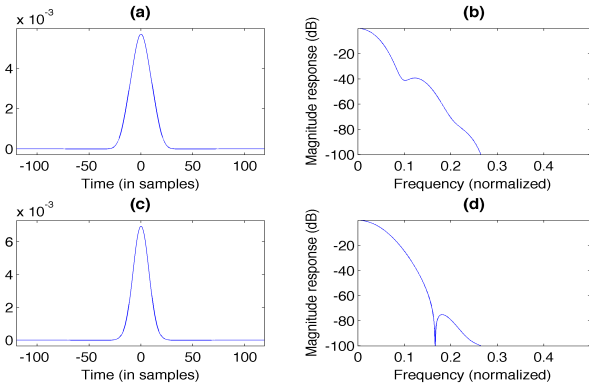 (a)
x 10⁻³
4
2
0
-100 -50 0 50 100
Time (in samples)
(b)
Magnitude response (dB)
-20
-40
-60
-80
-100
0 0.1 0.2 0.3 0.4
Frequency (normalized)
(c)
x 10⁻³
6
4
2
0
-100 -50 0 50 100
Time (in samples)
(d)
Magnitude response (dB)
-20
-40
-60
-80
-100
0 0.1 0.2 0.3 0.4
Frequency (normalized)